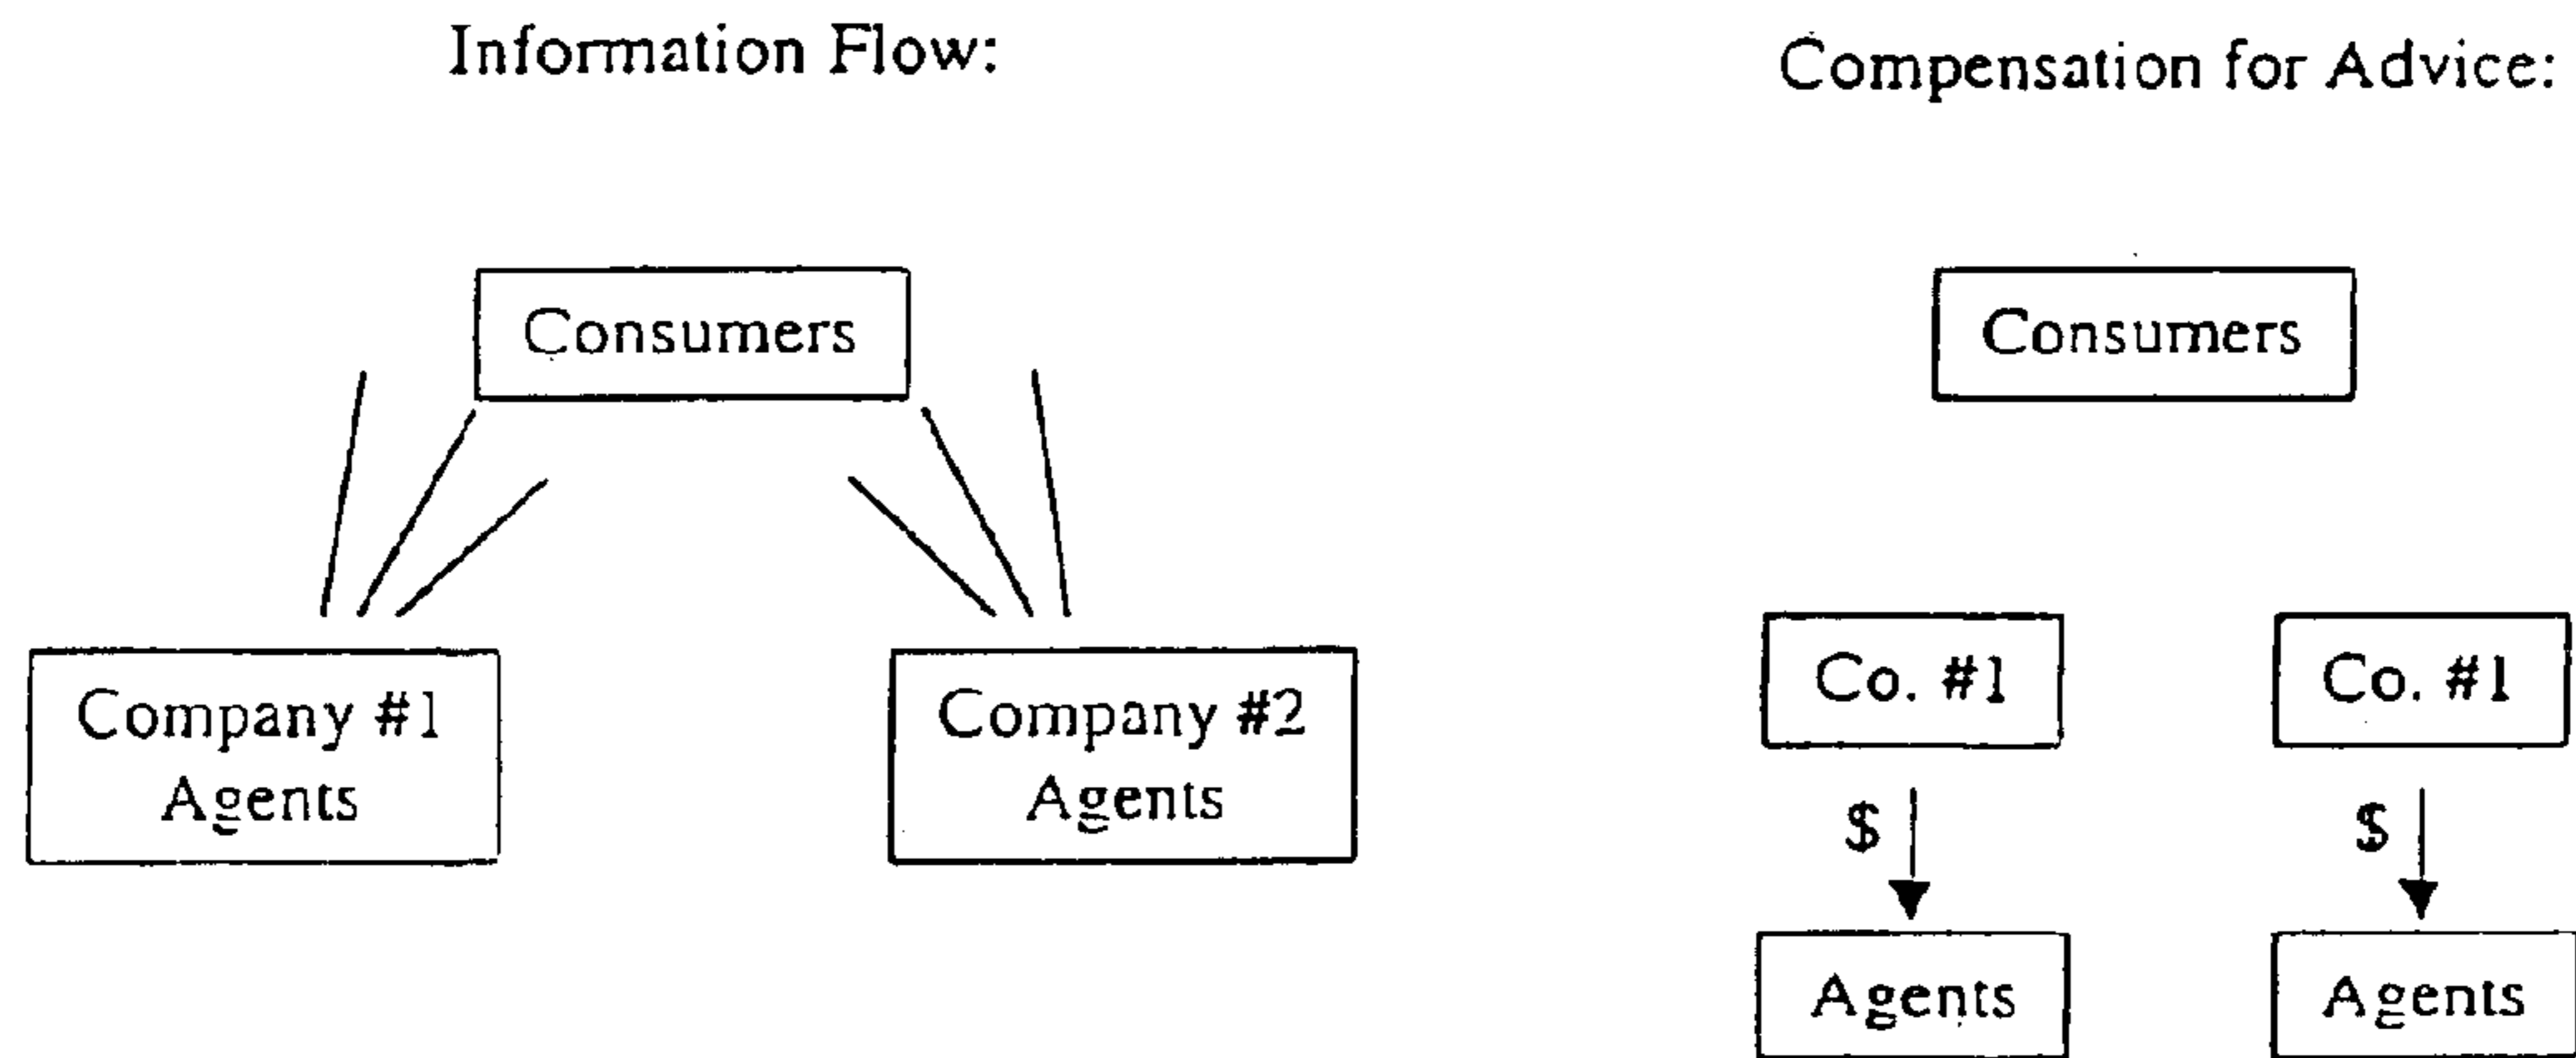 Information Flow:
Consumers
Company #1
Agents
Company #2
Agents
Compensation for Advice:
Consumers
Co. #1
Co. #1
$
$
Agents
Agents